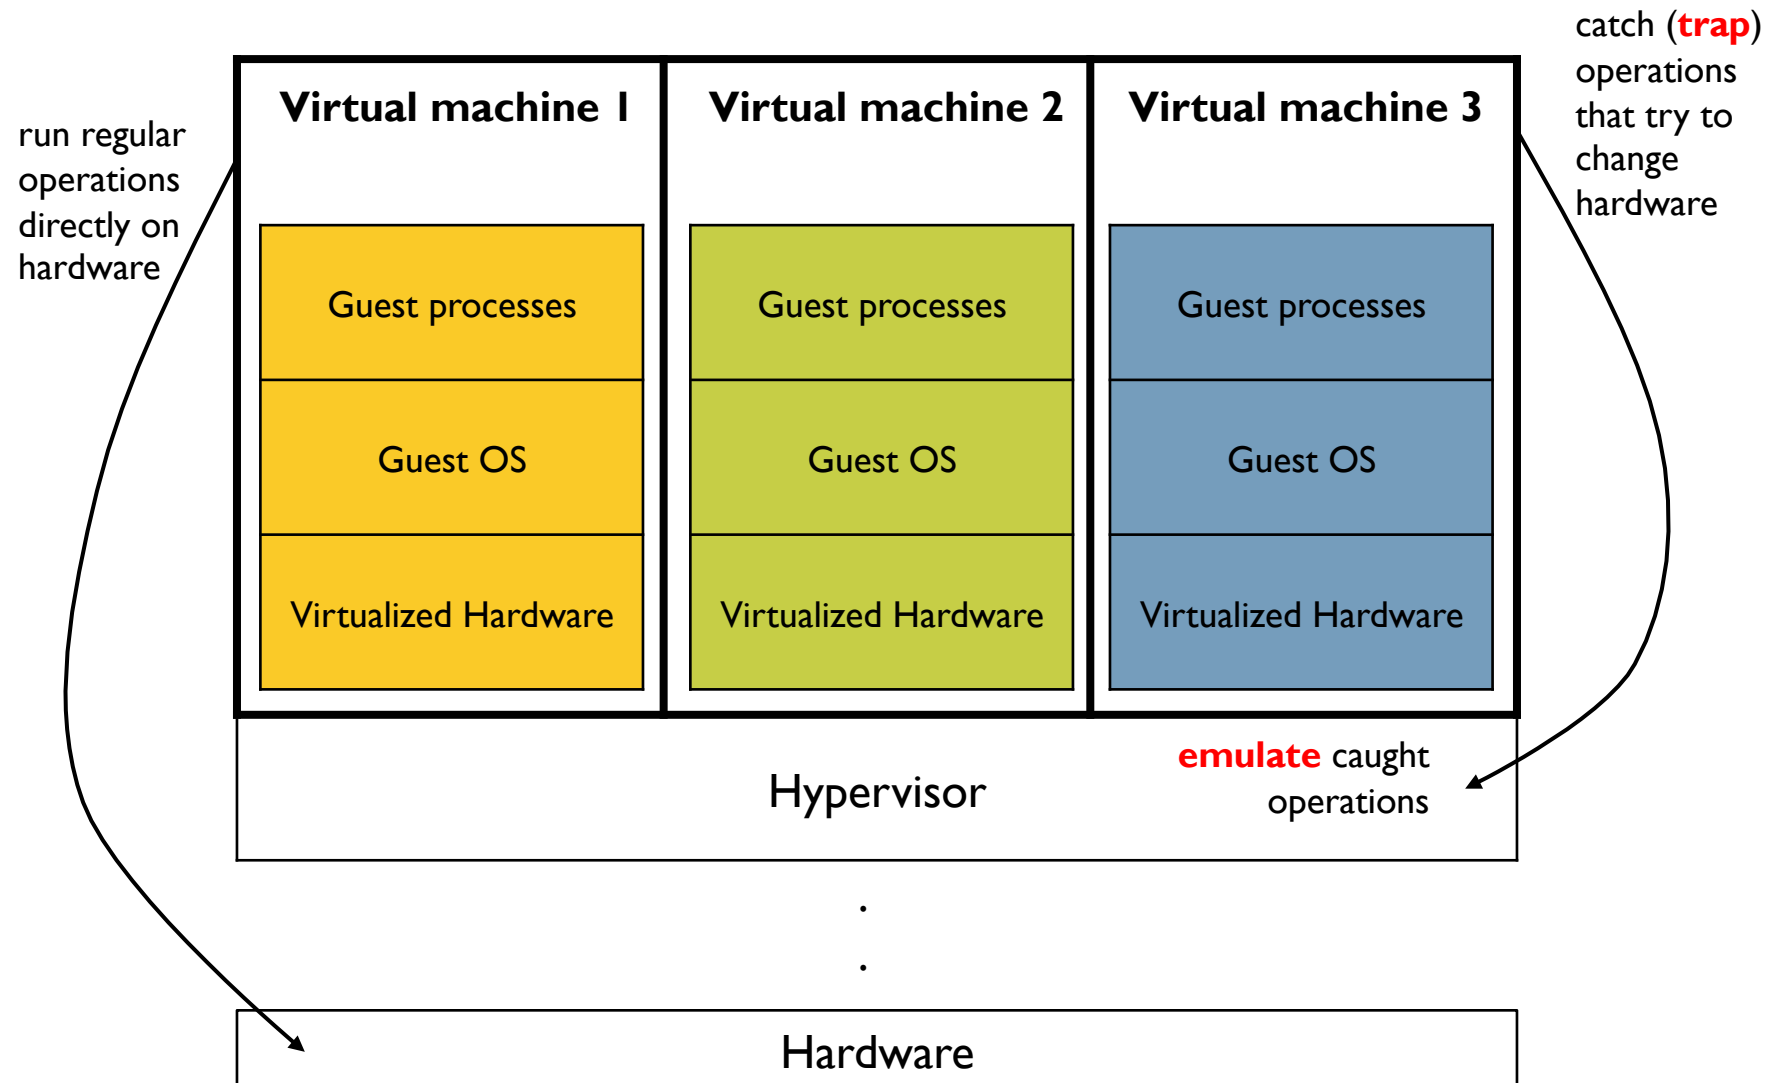 catch (trap)
operations
that try to
change
hardware
run regular
operations
directly on
hardware
Virtual machine 1
Virtual machine 2
Virtual machine 3
Guest processes
Guest processes
Guest processes
Guest OS
Guest OS
Guest OS
Virtualized Hardware
Virtualized Hardware
Virtualized Hardware
Hypervisor
emulate caught
operations
.
.
Hardware